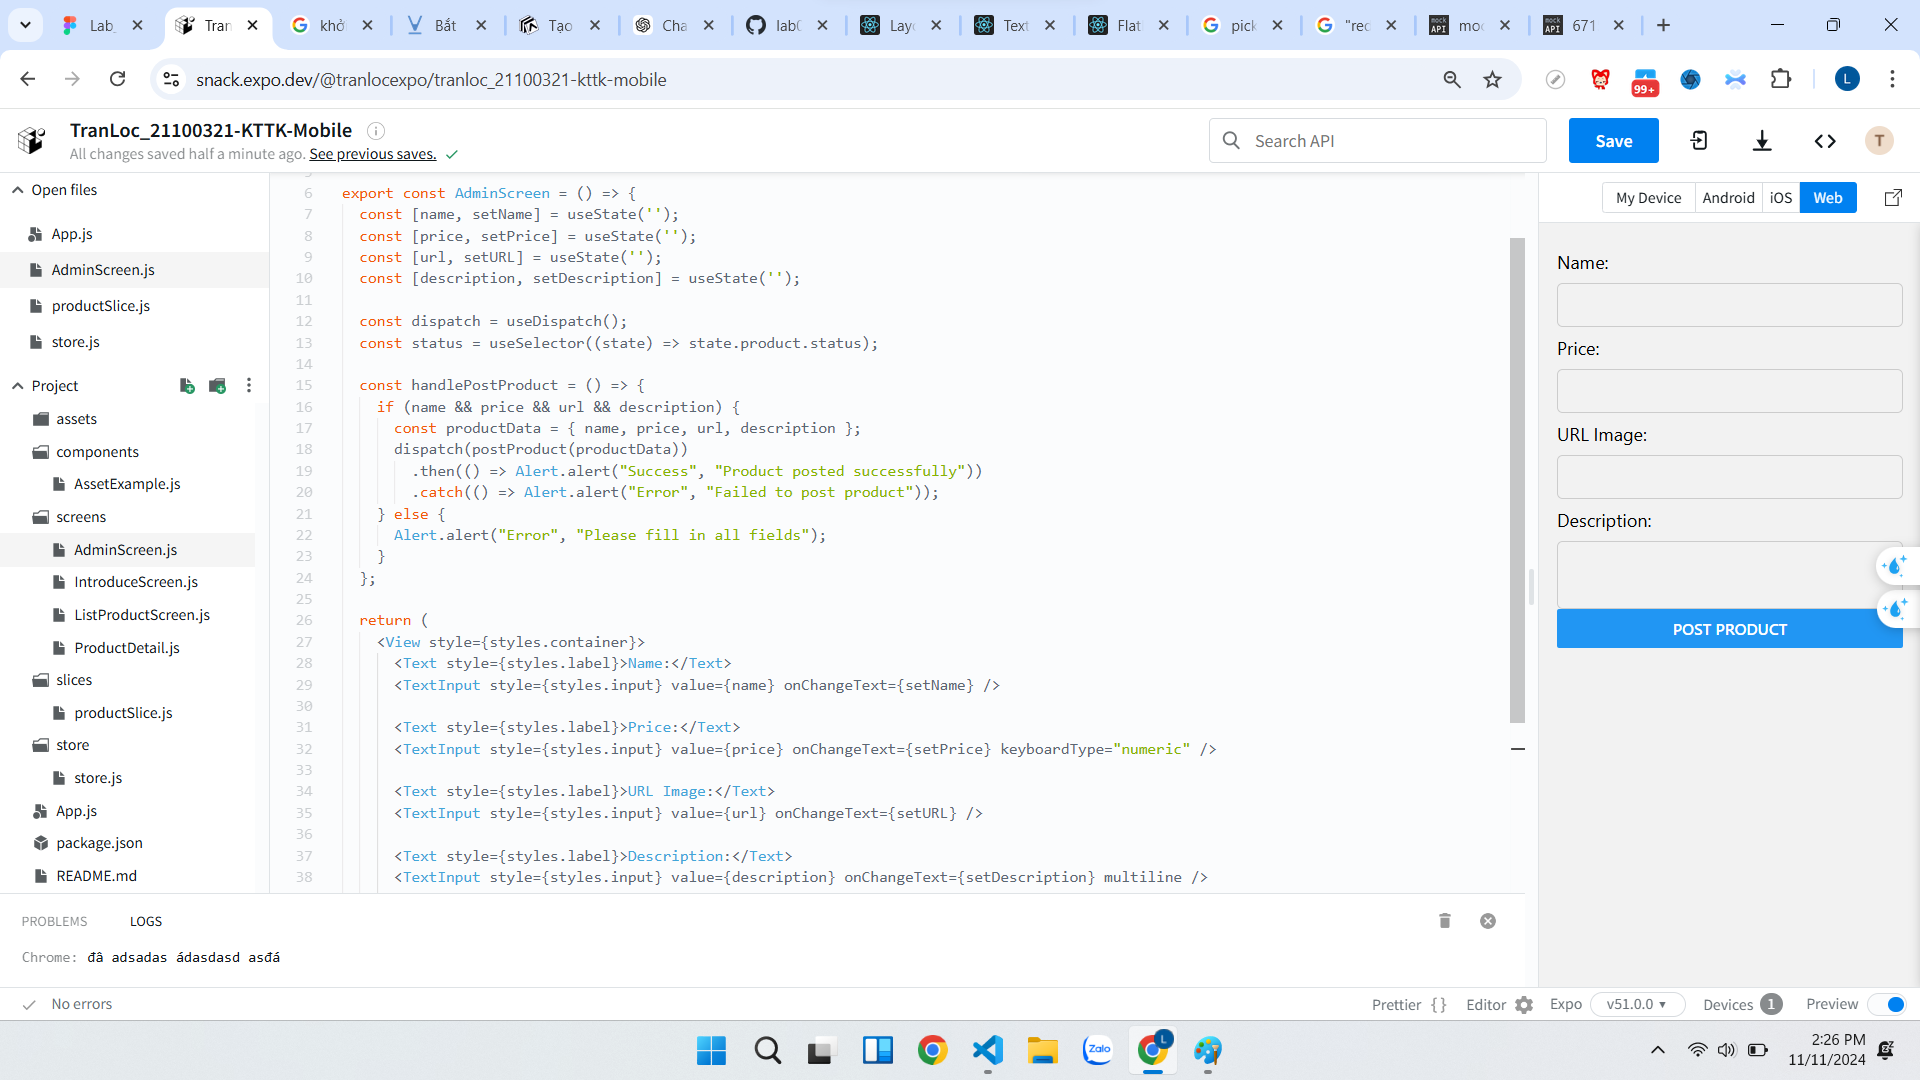 Lab_
Tran
khở
Bắt
Tạo
Cha
lab0
Layo
Text
Flat
pick
"rec
moc
671
snack.expo.dev/@tranlocexpo/tranloc_21100321-kttk-mobile
99+
L
TranLoc_21100321-KTTK-Mobile
All changes saved half a minute ago. See previous saves.
Search API
Save
T
Open files
App.js
AdminScreen.js
productSlice.js
store.js
Project
assets
components
AssetExample.js
screens
AdminScreen.js
IntroduceScreen.js
ListProductScreen.js
ProductDetail.js
slices
productSlice.js
store
store.js
App.js
package.json
README.md
6 export const AdminScreen = () => {
7 const [name, setName] = useState('');
8 const [price, setPrice] = useState('');
9 const [url, setURL] = useState('');
10 const [description, setDescription] = useState('');
11
12 const dispatch = useDispatch();
13 const status = useSelector((state) => state.product.status);
14
15 const handlePostProduct = () => {
16 if (name && price && url && description) {
17 const productData = { name, price, url, description };
18 dispatch(postProduct(productData))
19 .then(() => Alert.alert("Success", "Product posted successfully"))
20 .catch(() => Alert.alert("Error", "Failed to post product"));
21 } else {
22 Alert.alert("Error", "Please fill in all fields");
23 }
24 };
25
26 return (
27 <View style={styles.container}>
28 <Text style={styles.label}>Name:</Text>
29 <TextInput style={styles.input} value={name} onChangeText={setName} />
30
31 <Text style={styles.label}>Price:</Text>
32 <TextInput style={styles.input} value={price} onChangeText={setPrice} keyboardType="numeric" />
33
34 <Text style={styles.label}>URL Image:</Text>
35 <TextInput style={styles.input} value={url} onChangeText={setURL} />
36
37 <Text style={styles.label}>Description:</Text>
38 <TextInput style={styles.input} value={description} onChangeText={setDescription} multiline />
My Device
Android
iOS
Web
Name:
Price:
URL Image:
Description:
POST PRODUCT
PROBLEMS
LOGS
Chrome: đâ adsadas ádasdasd asđá
No errors
Prettier {}
Editor
Expo
v51.0.0
Devices 1
Preview
Zalo
L
2:26 PM
11/11/2024